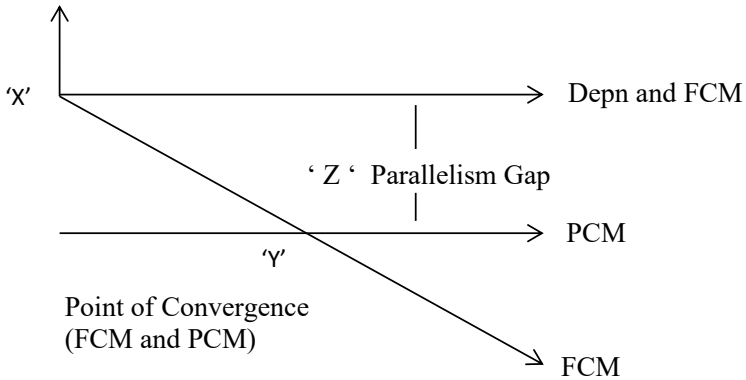 ‘X’
Depn and FCM
‘ Z ‘ Parallelism Gap
PCM
‘Y’
Point of Convergence
(FCM and PCM)
FCM